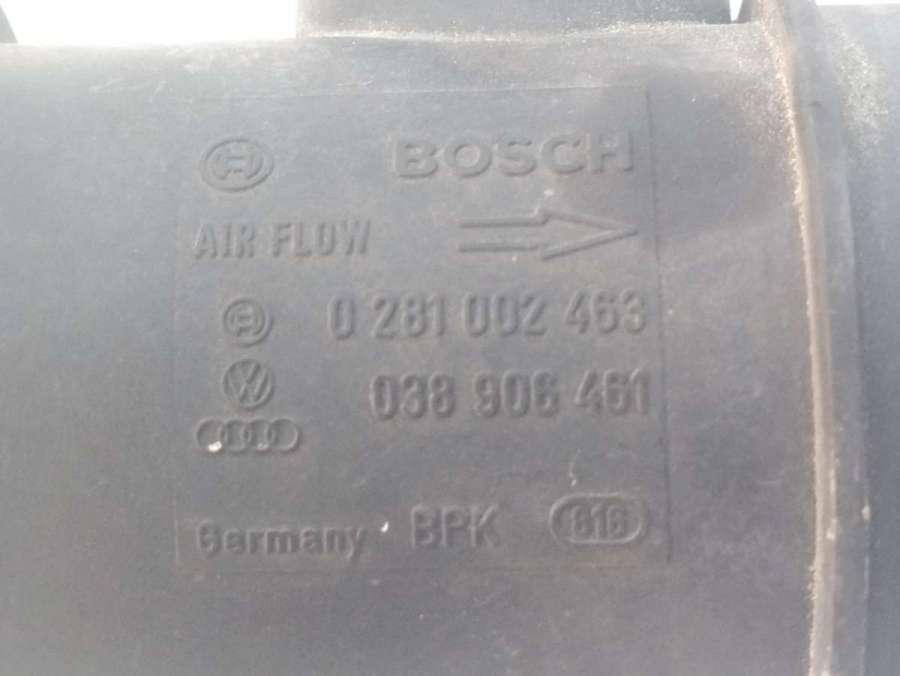 BOSCH
AIR FLOW
0 281 002 463
038 906 461
Germany BPK 816